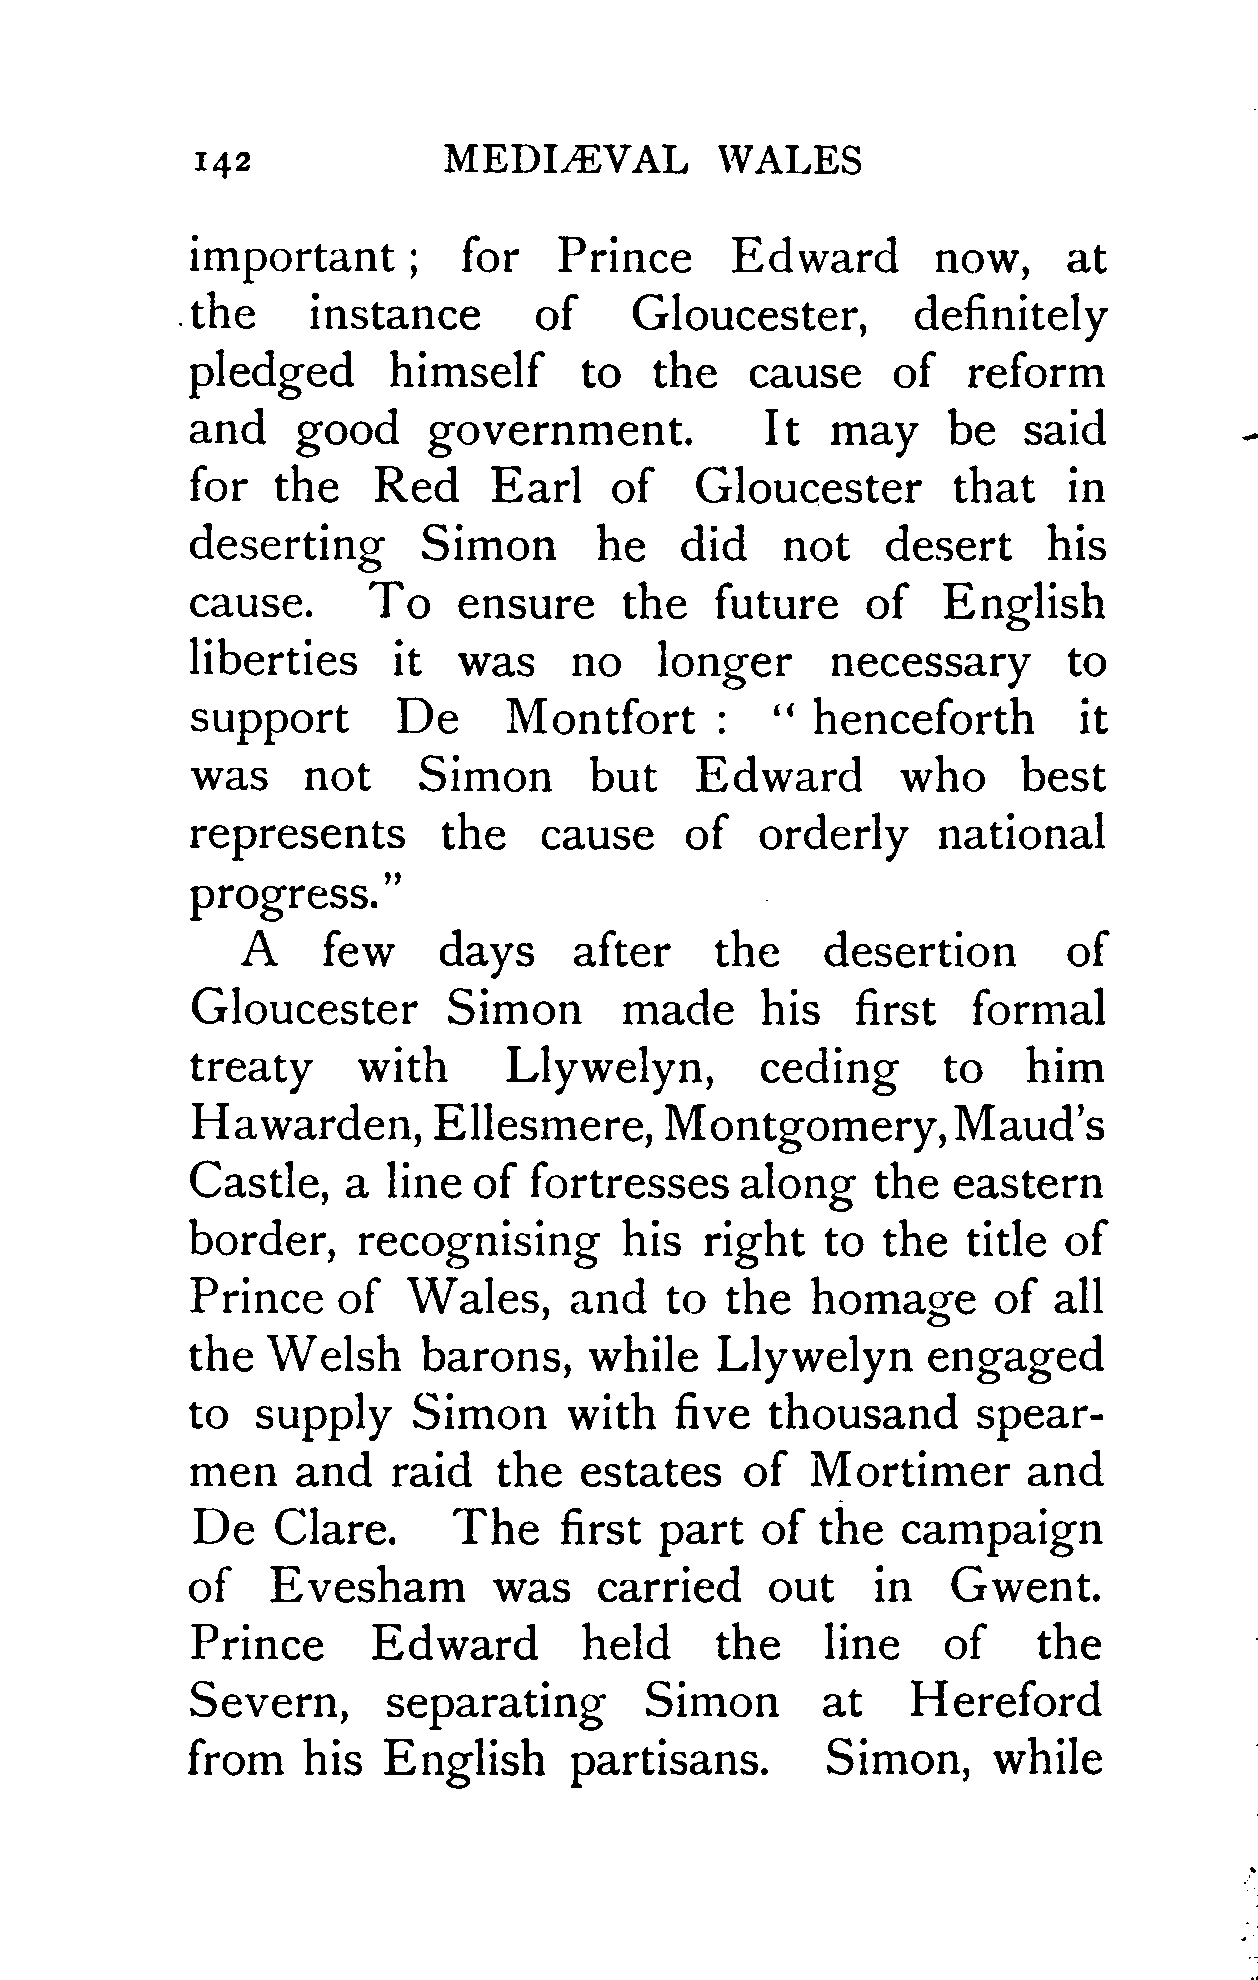 142 MEDIÆVAL WALES
important ; for Prince Edward now, at
the instance of Gloucester, definitely
pledged himself to the cause of reform
and good government. It may be said
for the Red Earl of Gloucester that in
deserting Simon he did not desert his
cause. To ensure the future of English
liberties it was no longer necessary to
support De Montfort : “ henceforth it
was not Simon but Edward who best
represents the cause of orderly national
progress.”
A few days after the desertion of
Gloucester Simon made his first formal
treaty with Llywelyn, ceding to him
Hawarden, Ellesmere, Montgomery, Maud's
Castle, a line of fortresses along the eastern
border, recognising his right to the title of
Prince of Wales, and to the homage of all
the Welsh barons, while Llywelyn engaged
to supply Simon with five thousand spear-
men and raid the estates of Mortimer and
De Clare. The first part of the campaign
of Evesham was carried out in Gwent.
Prince Edward held the line of the
Severn, separating Simon at Hereford
from his English partisans. Simon, while